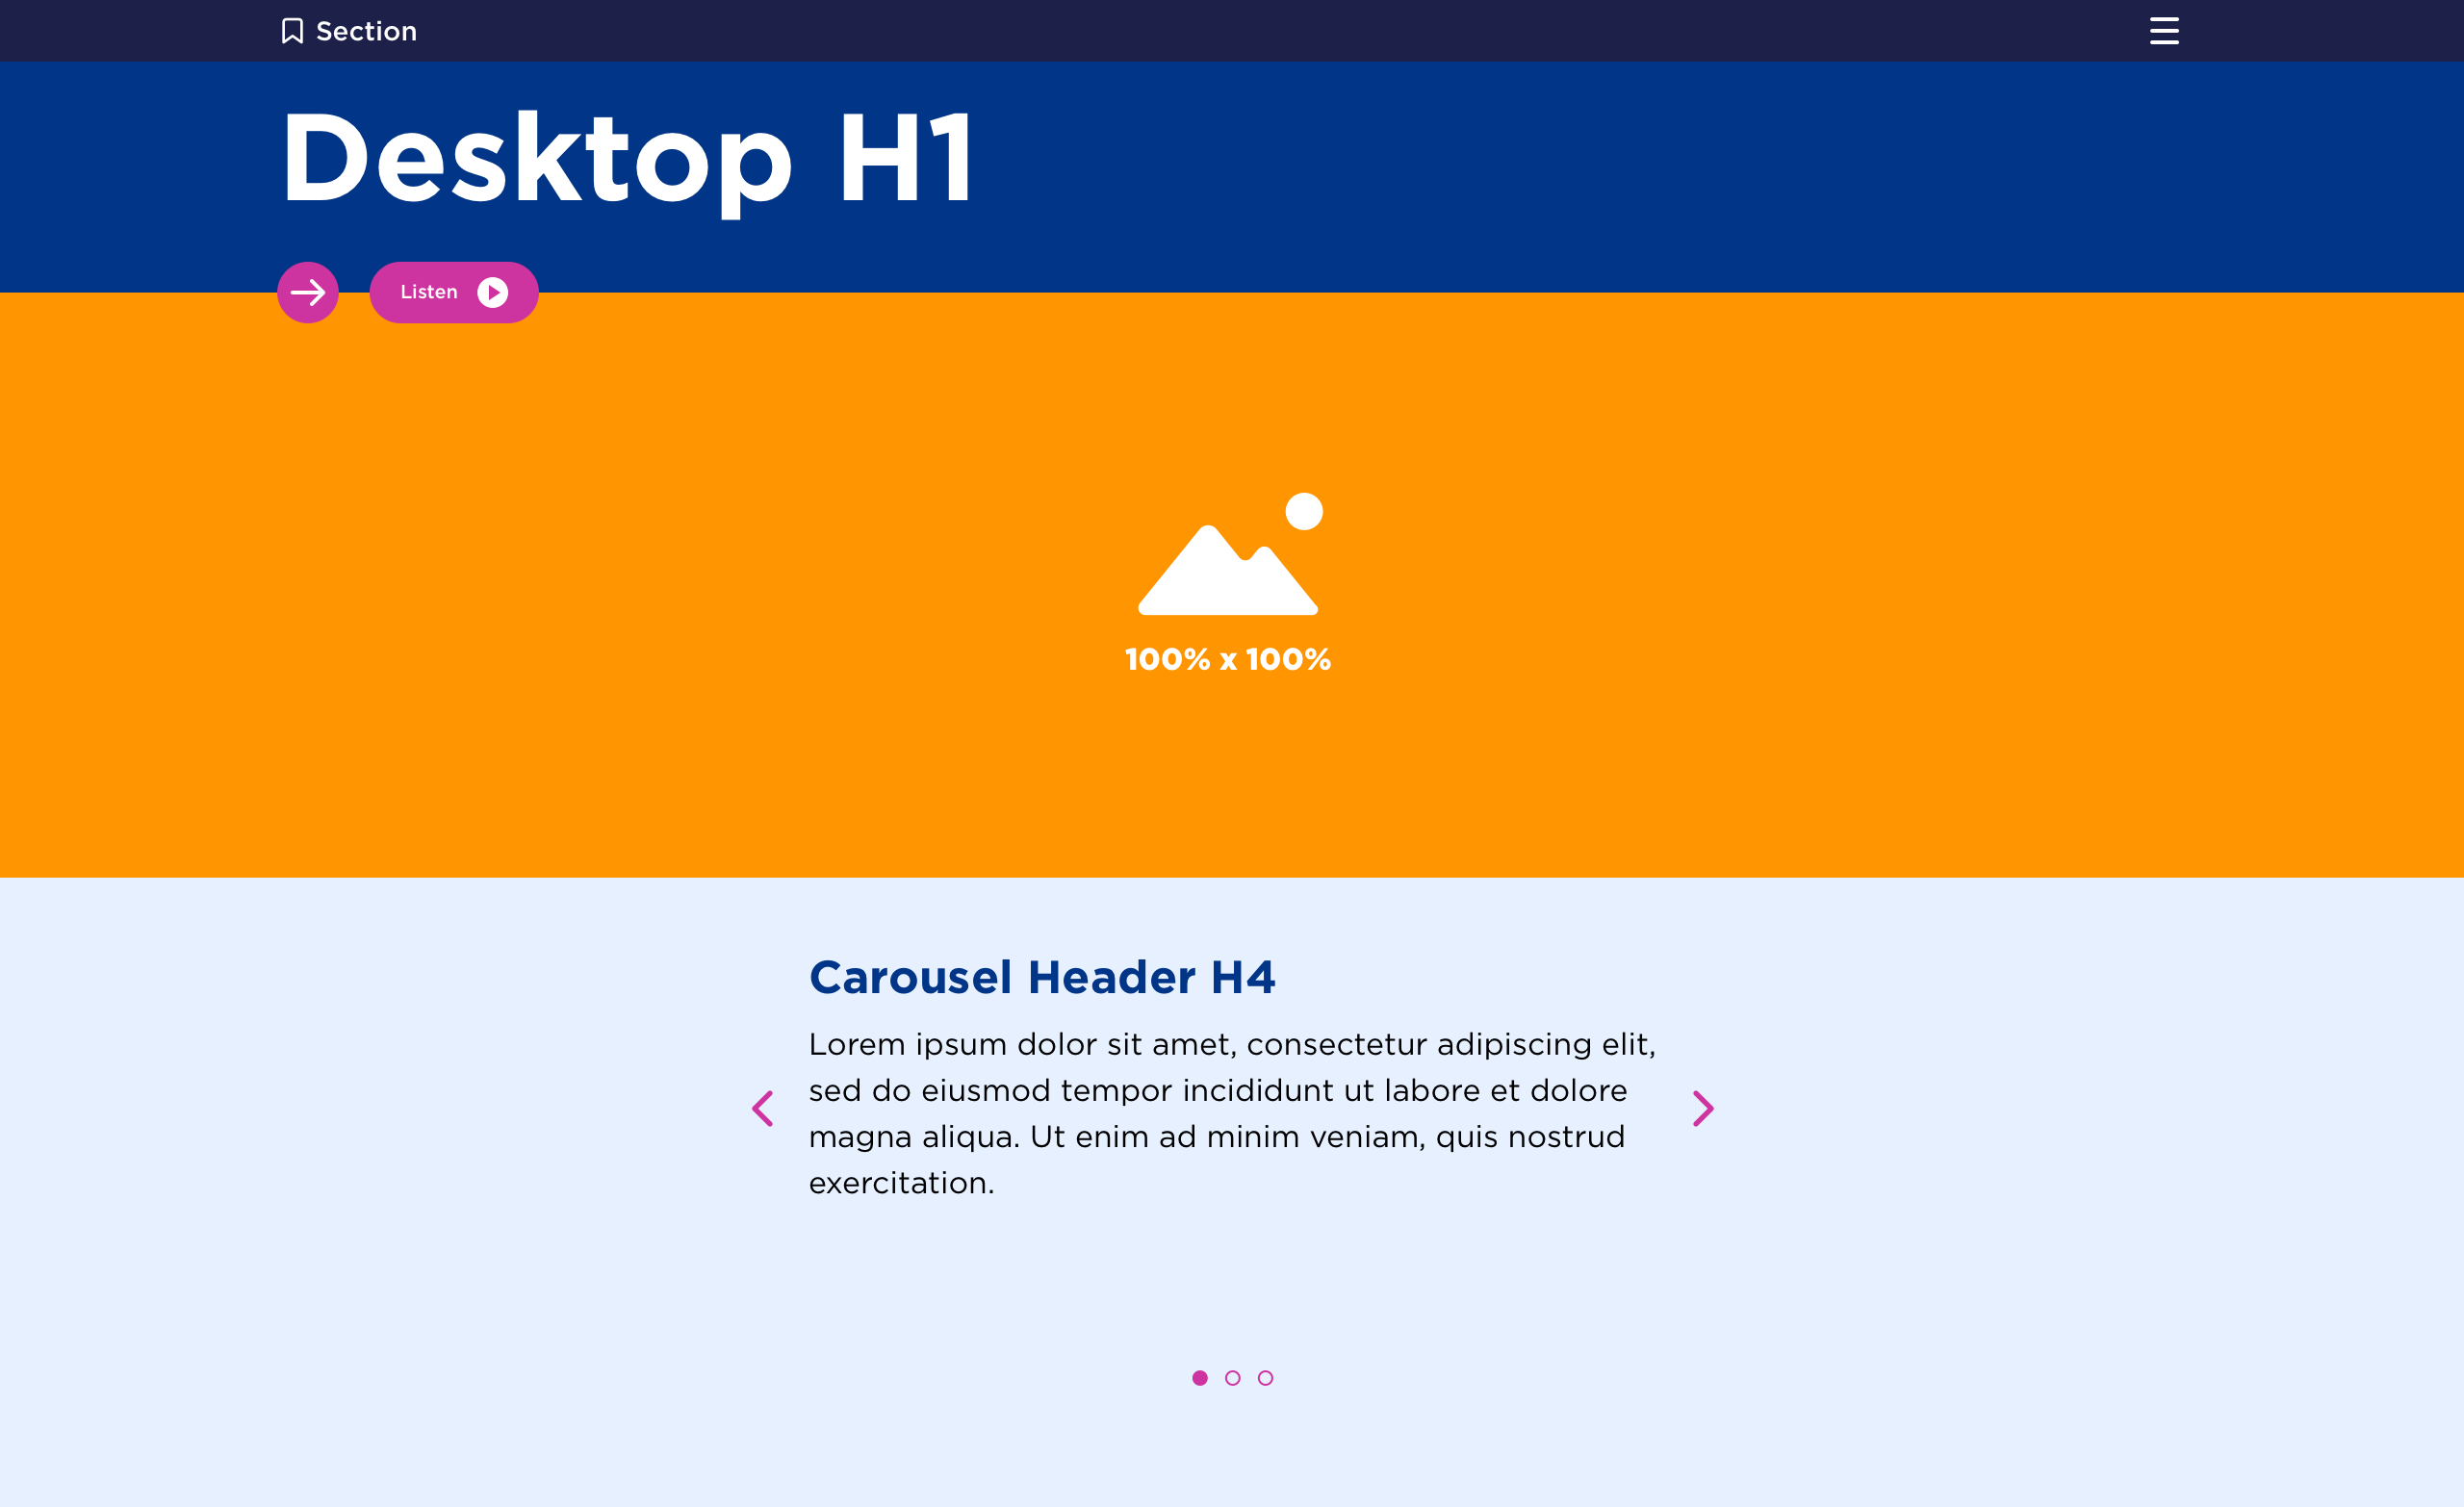 Section
Desktop H1
Listen
100% x 100%
Carousel Header H4
Lorem ipsum dolor sit amet, consectetur adipiscing elit,
sed do eiusmod tempor incididunt ut labore et dolore
magna aliqua. Ut enim ad minim veniam, quis nostrud
exercitation.